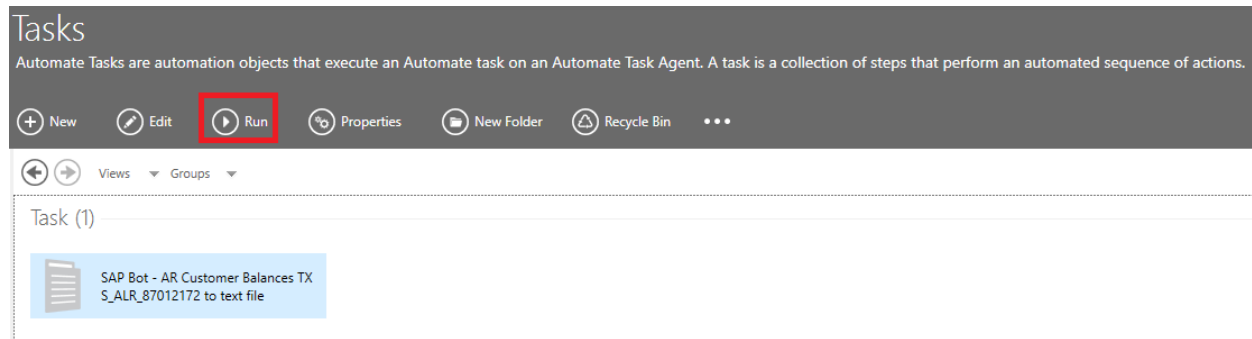 Tasks
Automate Tasks are automation objects that execute an Automate task on an Automate Task Agent. A task is a collection of steps that perform an automated sequence of actions.
New Edit Run Properties New Folder Recycle Bin •••
Views Groups
Task (1)
SAP Bot - AR Customer Balances TX
S_ALR_87012172 to text file